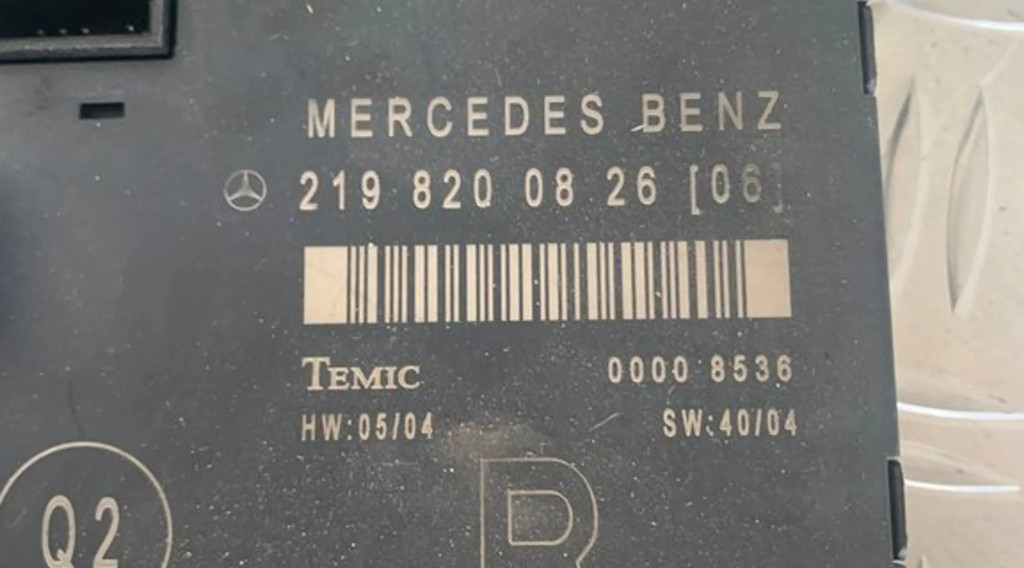 MERCEDES BENZ
219 820 08 26 [06]
TEMIC 0000 8536
HW:05/04 SW:40/04
Q2
R